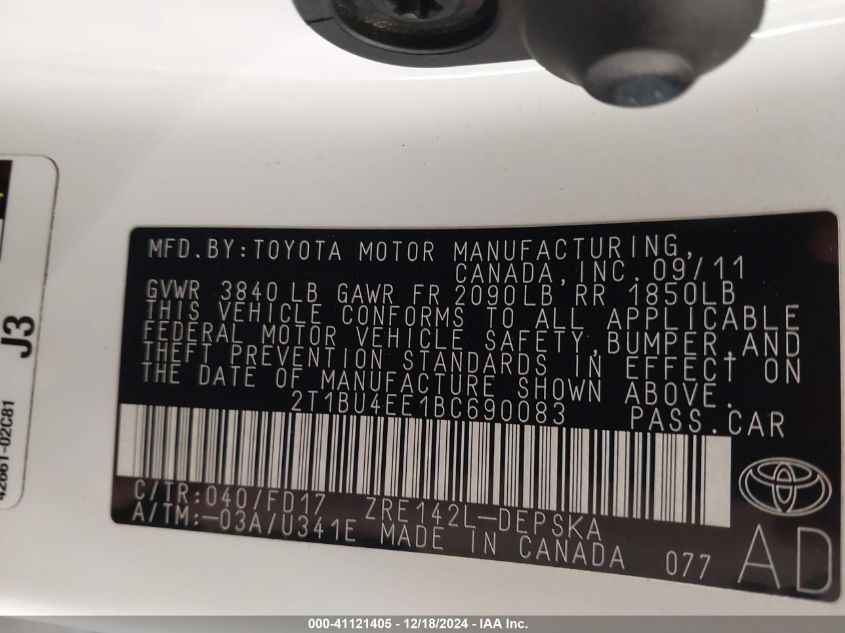 MFD.BY:TOYOTA MOTOR MANUFACTURING,
CANADA, INC. 09/11
GVWR 3840 LB GAWR FR 2090LB RR 1850LB
THIS VEHICLE CONFORMS TO ALL APPLICABLE
FEDERAL MOTOR VEHICLE SAFETY, BUMPER, AND
THEFT PREVENTION STANDARDS IN EFFECT ON
THE DATE OF MANUFACTURE SHOWN ABOVE.
2T1BU4EE1BC690083 PASS.CAR
C/TR:040/FD17 ZRE142L-DEPSKA
A/TM:-03A/U341E MADE IN CANADA 077
AD
J3
42661-02C81
000-41121405 - 12/18/2024 - IAA Inc.